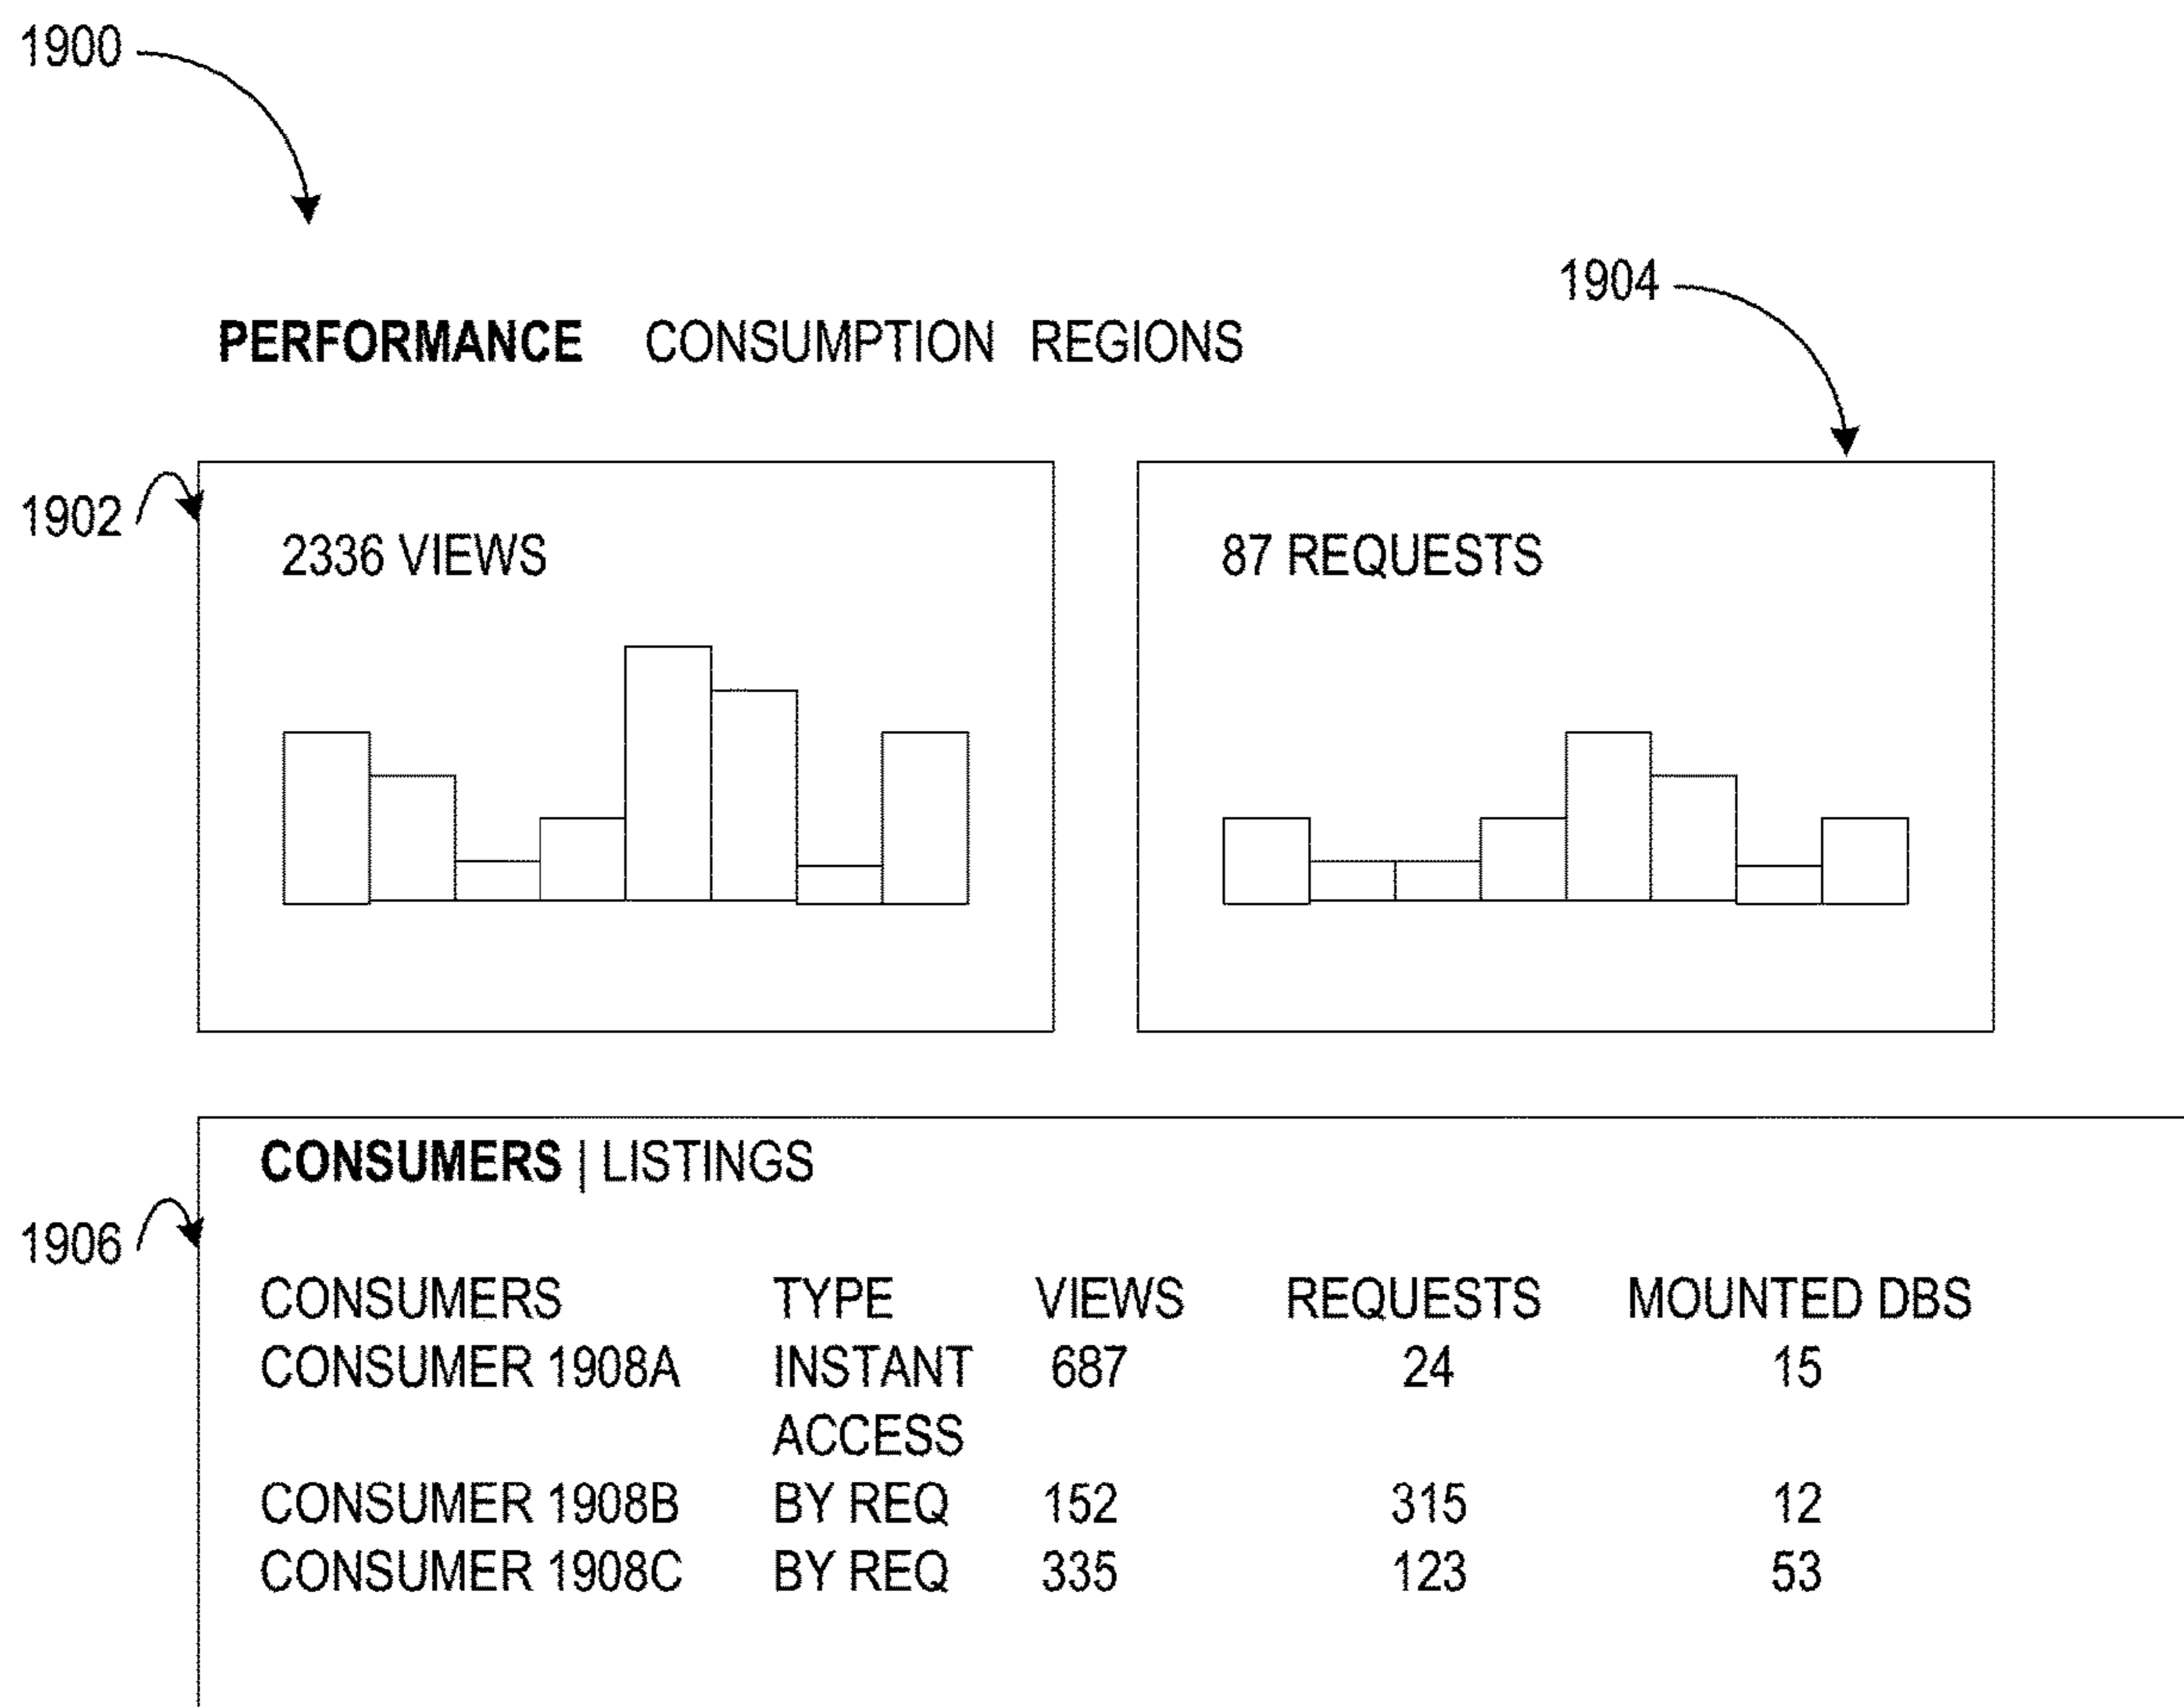 1900
1904
PERFORMANCE CONSUMPTION REGIONS
1902
2336 VIEWS
87 REQUESTS
CONSUMERS | LISTINGS
1906
CONSUMERS TYPE VIEWS REQUESTS MOUNTED DBS
CONSUMER 1908A INSTANT 687 24 15
ACCESS
CONSUMER 1908B BY REQ 152 315 12
CONSUMER 1908C BY REQ 335 123 53